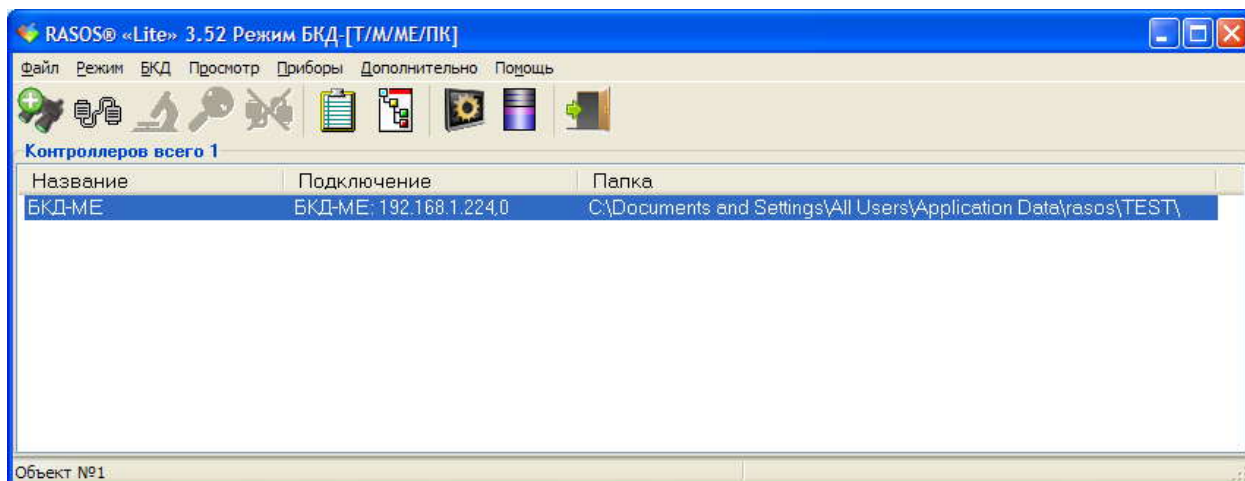 RASOS® «Lite» 3.52 Режим БКД-[Т/М/МЕ/ПК]
Файл Режим БКД Просмотр Приборы Дополнительно Помощь
Контроллеров всего 1
Название Подключение Папка
БКД-МЕ БКД-МЕ: 192.168.1.224,0 C:\Documents and Settings\All Users\Application Data\rasos\TEST\
Объект №1